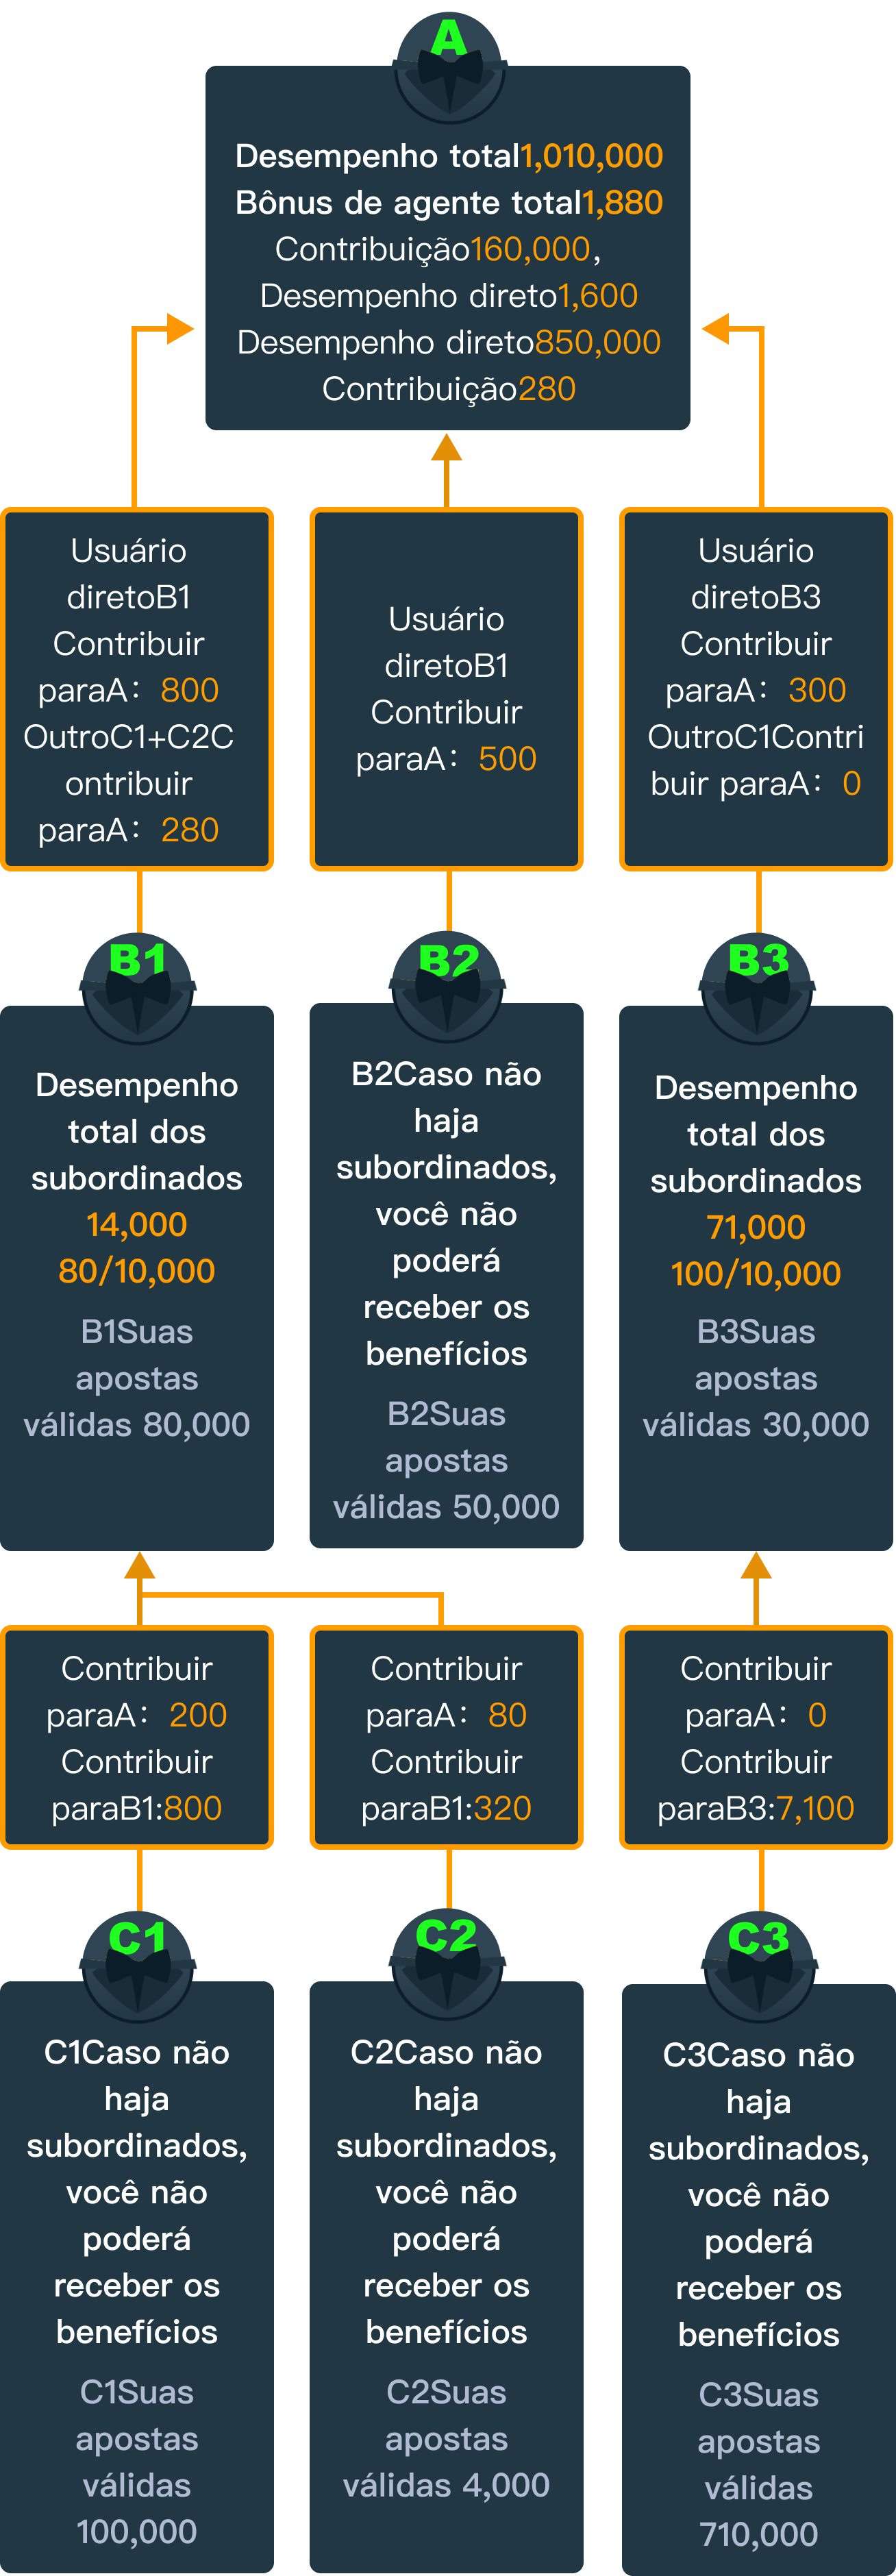 A
Desempenho total1,010,000
Bônus de agente total1,880
Contribuição160,000,
Desempenho direto1,600
Desempenho direto850,000
Contribuição280
Usuário
diretoB1
Contribuir
paraA：800
OutroC1+C2C
ontribuir
paraA：280
Usuário
diretoB1
Contribuir
paraA：500
Usuário
diretoB3
Contribuir
paraA：300
OutroC1Contri
buir paraA：0
B1
Desempenho
total dos
subordinados
14,000
80/10,000
B1Suas
apostas
válidas 80,000
B2
B2Caso não
haja
subordinados,
você não
poderá
receber os
benefícios
B2Suas
apostas
válidas 50,000
B3
Desempenho
total dos
subordinados
71,000
100/10,000
B3Suas
apostas
válidas 30,000
Contribuir
paraA：200
Contribuir
paraB1:800
Contribuir
paraA：80
Contribuir
paraB1:320
Contribuir
paraA：0
Contribuir
paraB3:7,100
C1
C1Caso não
haja
subordinados,
você não
poderá
receber os
benefícios
C1Suas
apostas
válidas
100,000
C2
C2Caso não
haja
subordinados,
você não
poderá
receber os
benefícios
C2Suas
apostas
válidas 4,000
C3
C3Caso não
haja
subordinados,
você não
poderá
receber os
benefícios
C3Suas
apostas
válidas
710,000